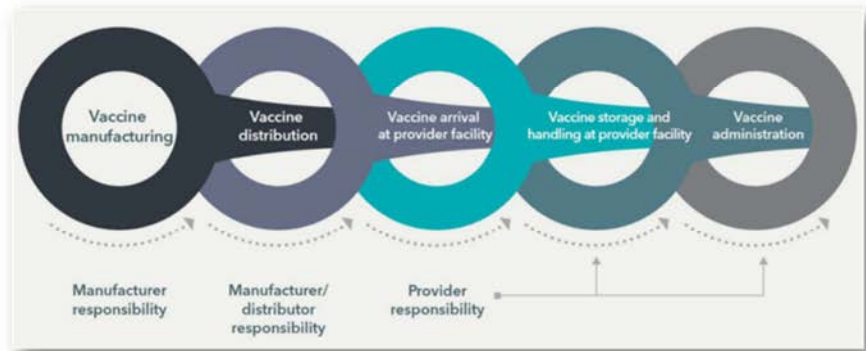 Vaccine
manufacturing
Vaccine
distribution
Vaccine arrival
at provider facility
Vaccine storage and
handling at provider facility
Vaccine
administration
Manufacturer
responsibility
Manufacturer/
distributor
responsibility
Provider
responsibility